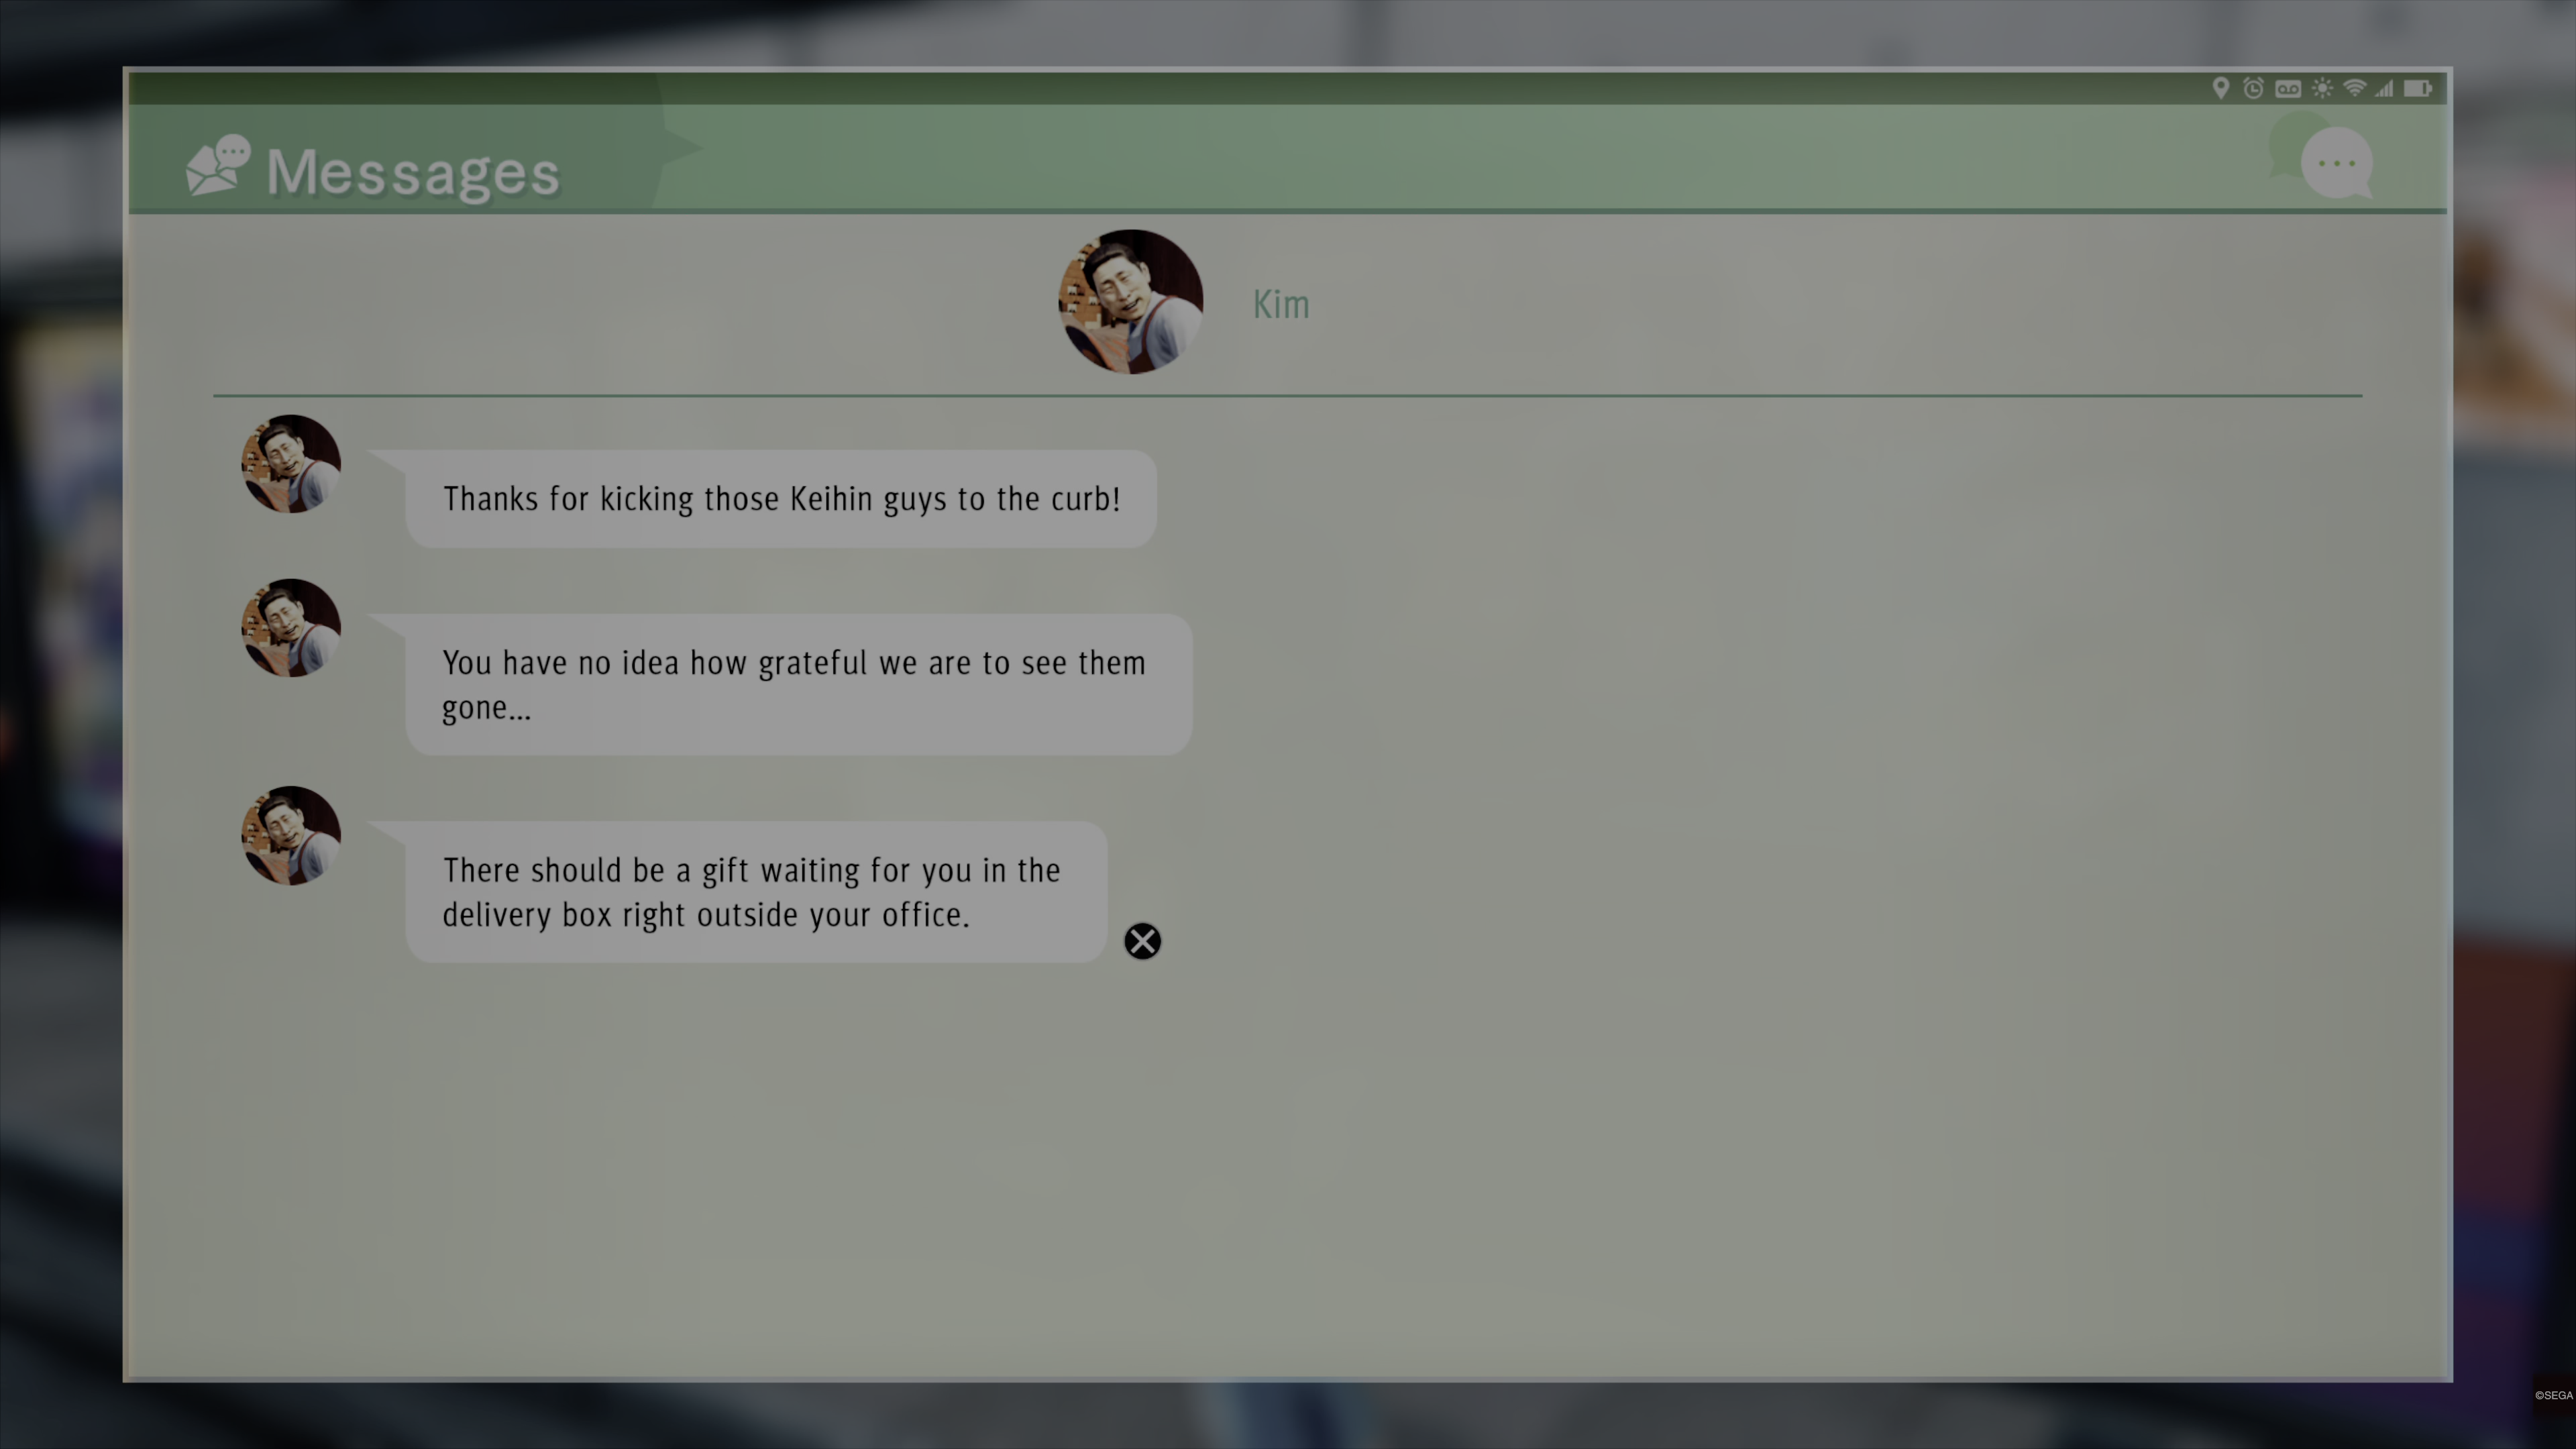 Messages
Kim
Thanks for kicking those Keihin guys to the curb!
You have no idea how grateful we are to see them
gone...
There should be a gift waiting for you in the
delivery box right outside your office.
©SEGA